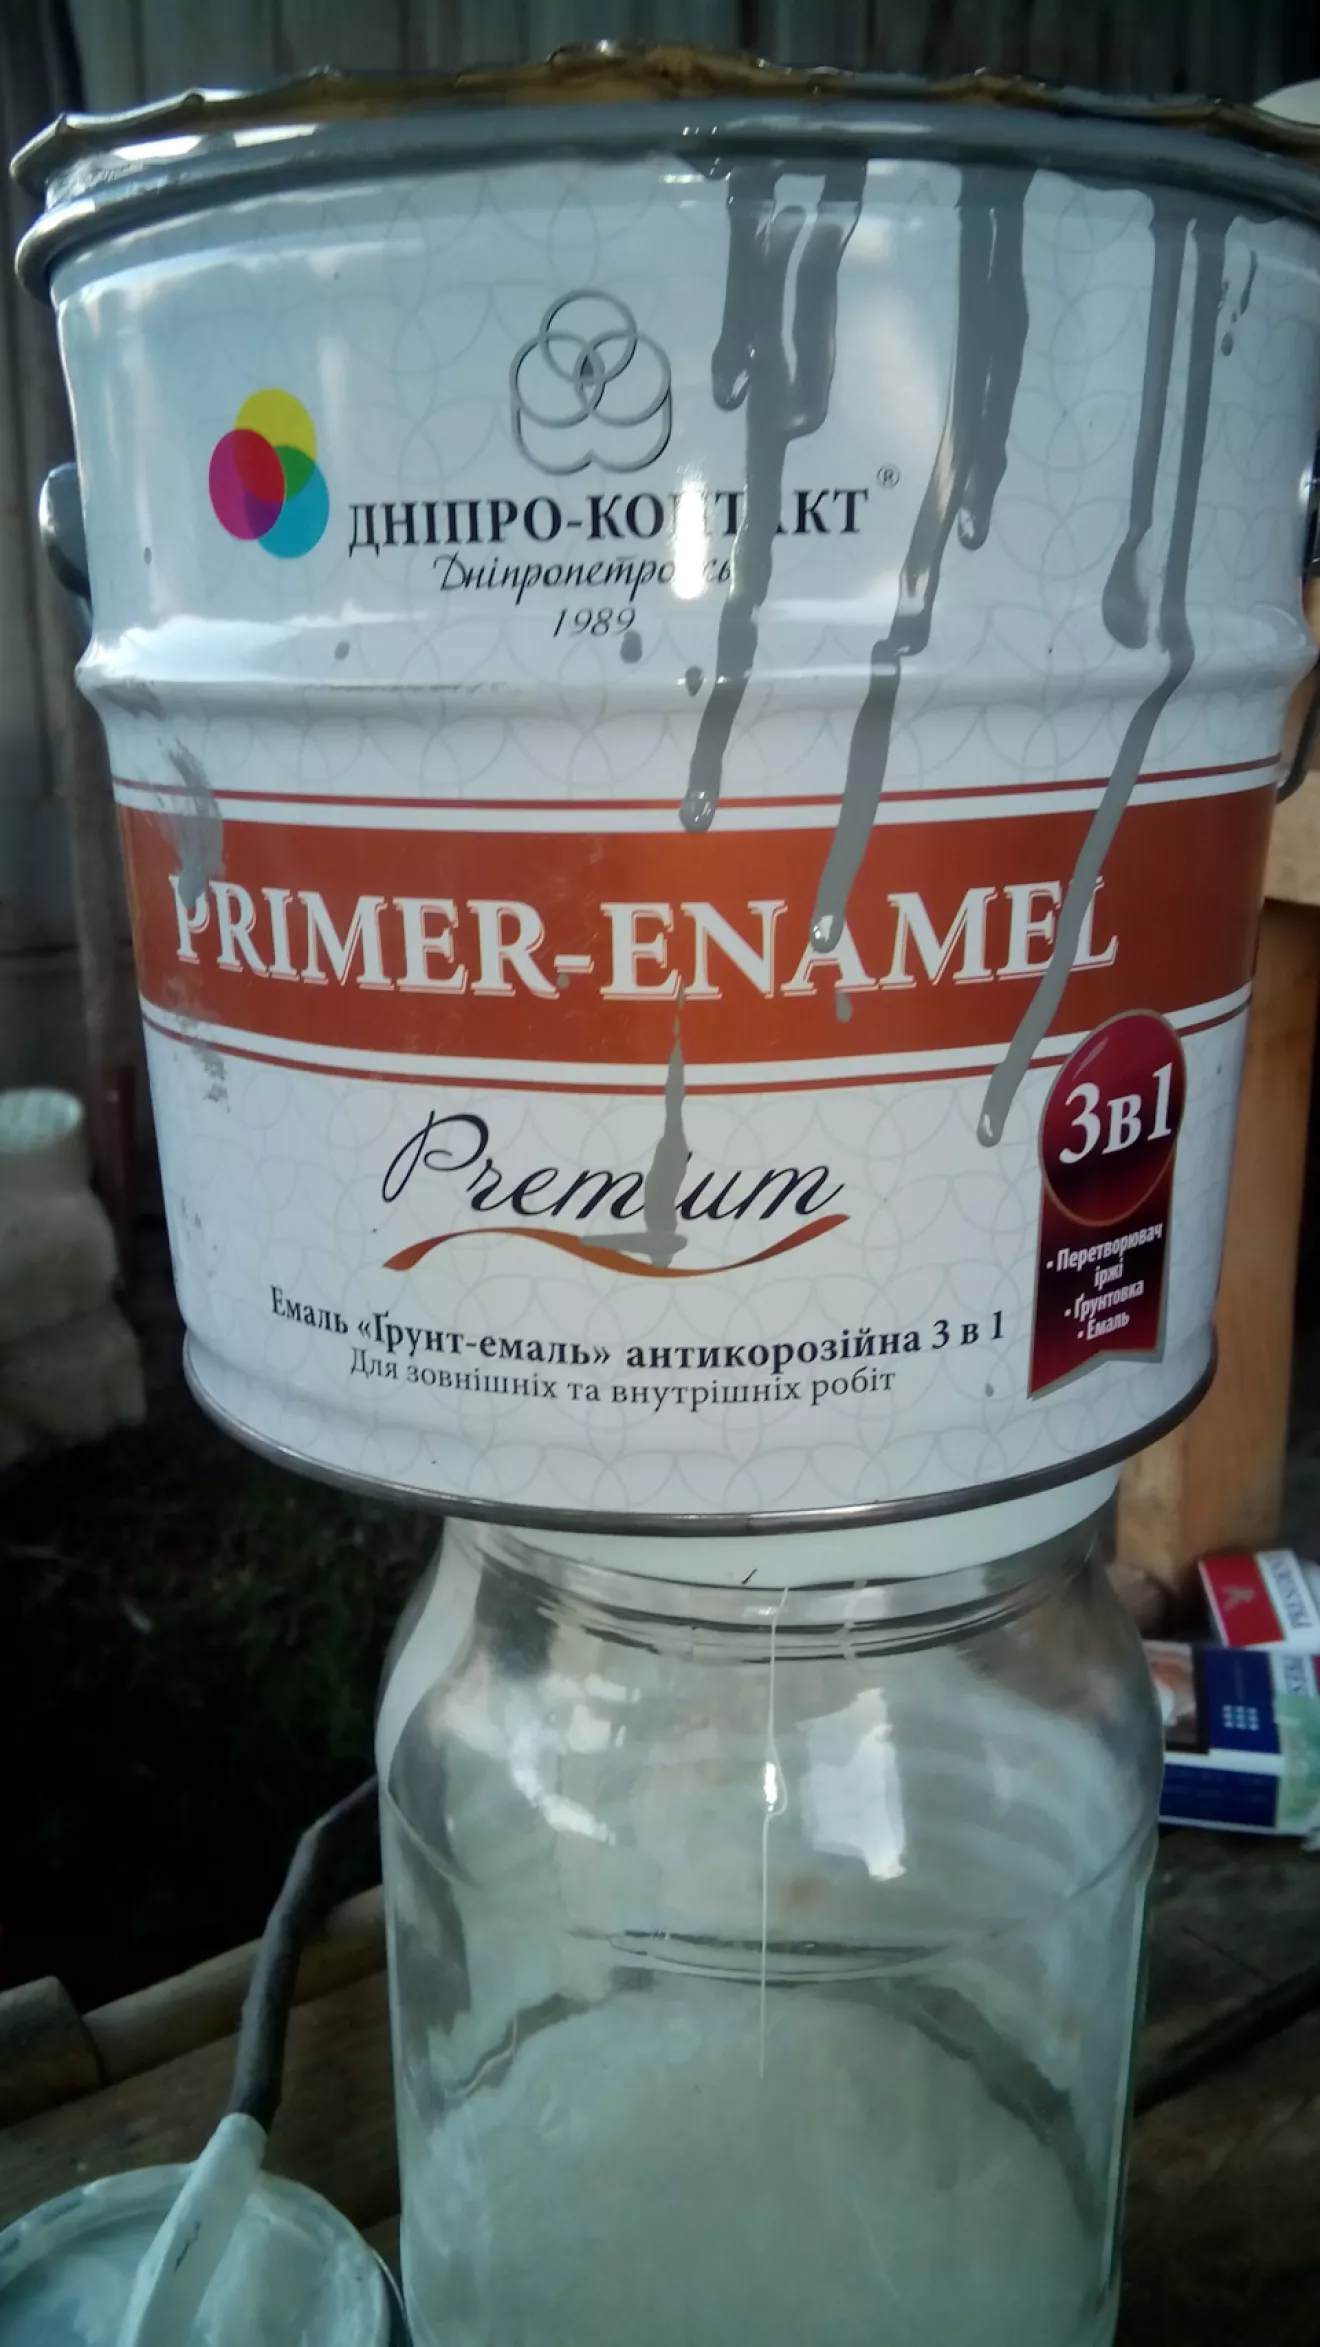 ДНІПРО-КОНТАКТ®
Дніпропетровськ
1989
PRIMER-ENAMEL
Premium
3в1
• Перетворювач
іржі
• Ґрунтовка
• Емаль
Емаль «Ґрунт-емаль» антикорозійна 3 в 1
Для зовнішніх та внутрішніх робіт